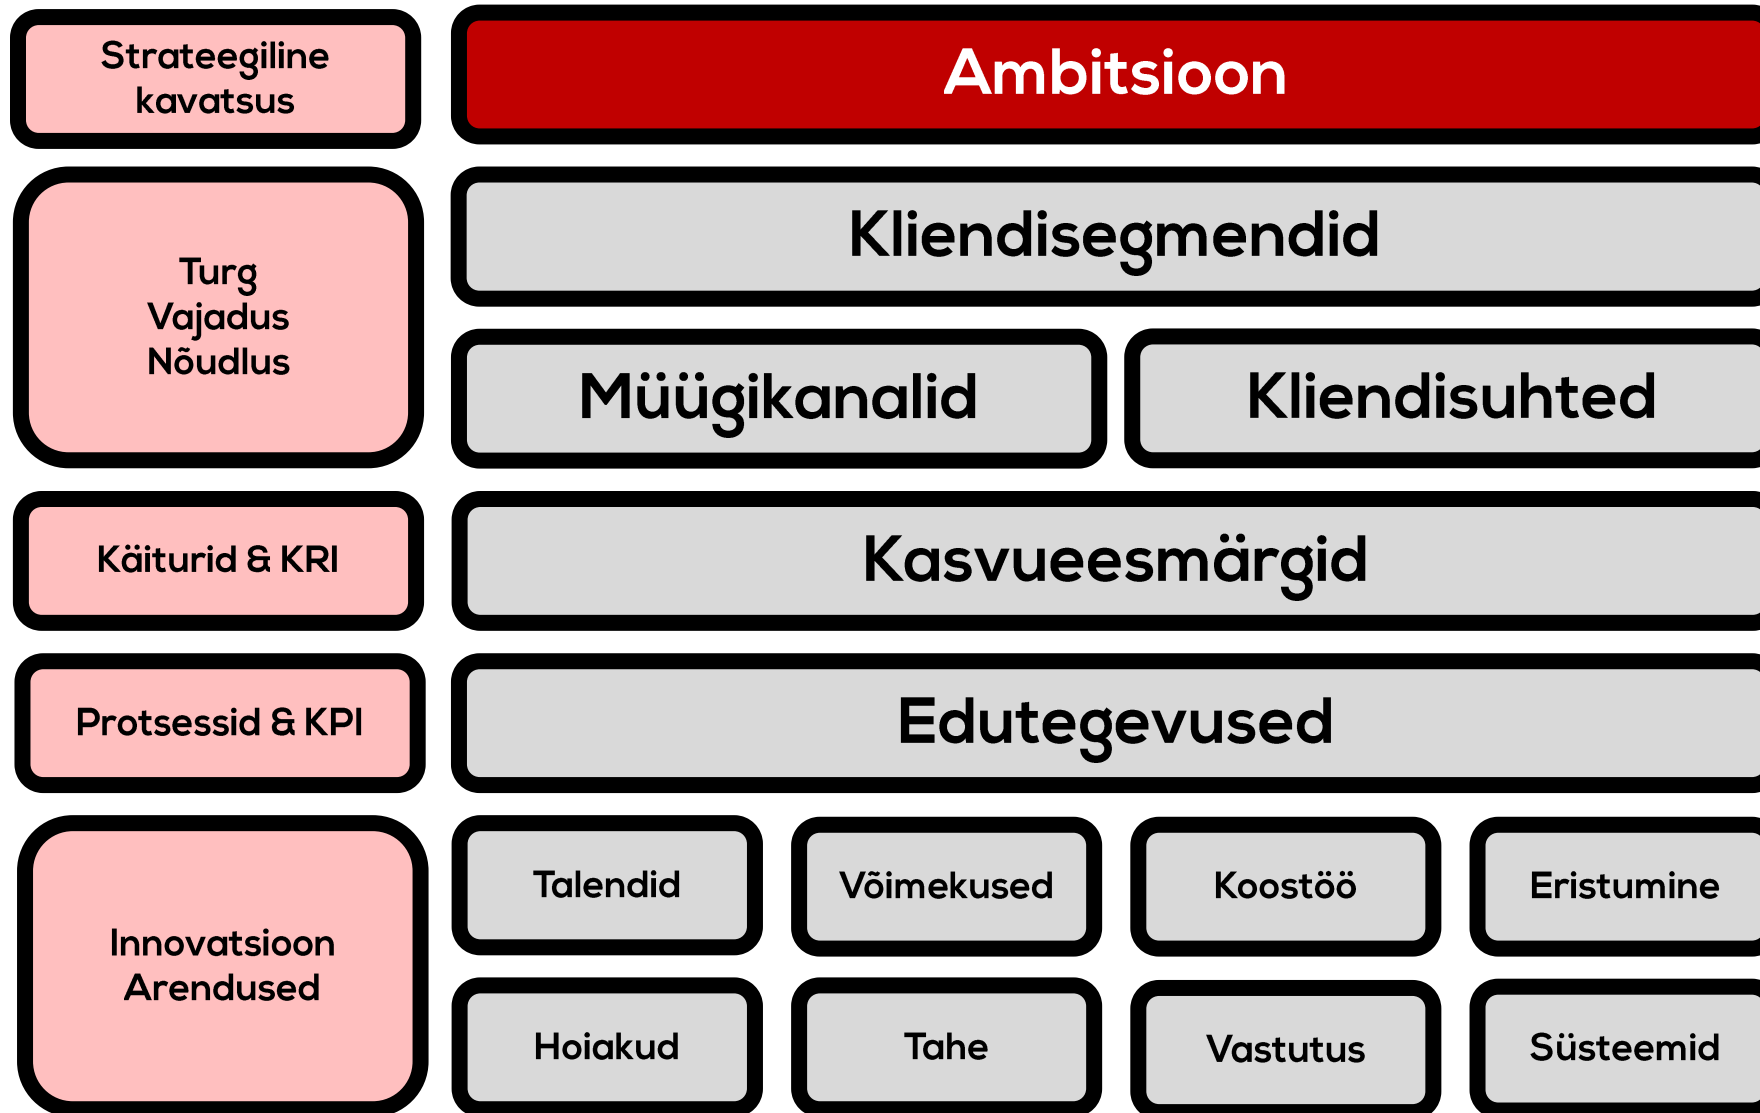 Strateegiline
kavatsus
Ambitsioon
Turg
Vajadus
Nõudlus
Kliendisegmendid
Müügikanalid
Kliendisuhted
Käiturid & KRI
Kasvueesmärgid
Protsessid & KPI
Edutegevused
Innovatsioon
Arendused
Talendid
Võimekused
Koostöö
Eristumine
Hoiakud
Tahe
Vastutus
Süsteemid